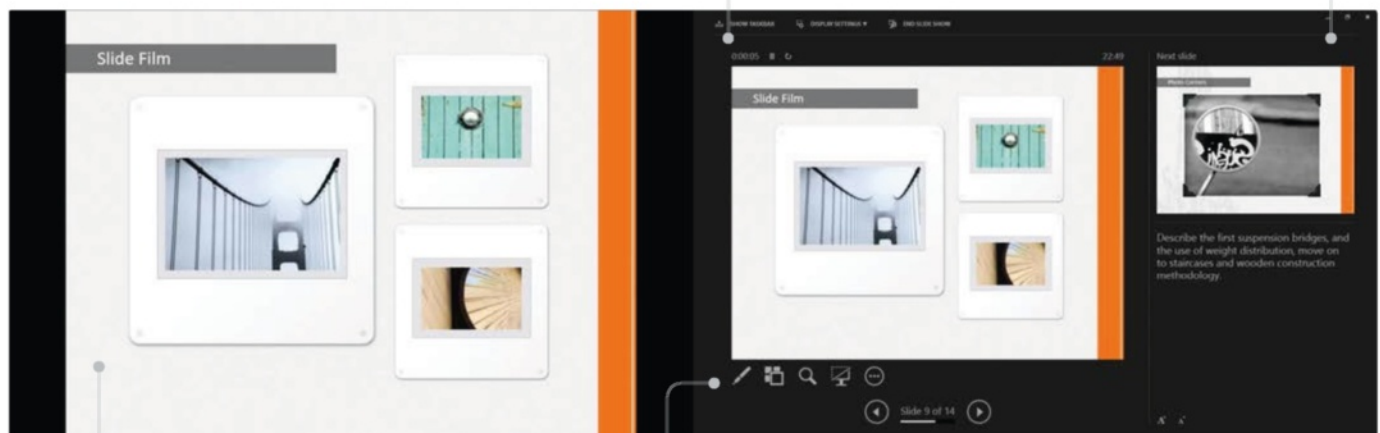 Slide Film
SHOW TASKBAR
DISPLAY SETTINGS ▾
END SLIDE SHOW
0:00:05
22:49
Next slide
Slide Film
Photo Corners
Describe the first suspension bridges, and
the use of weight distribution, move on
to staircases and wooden construction
methodology.
Slide 9 of 14
A A